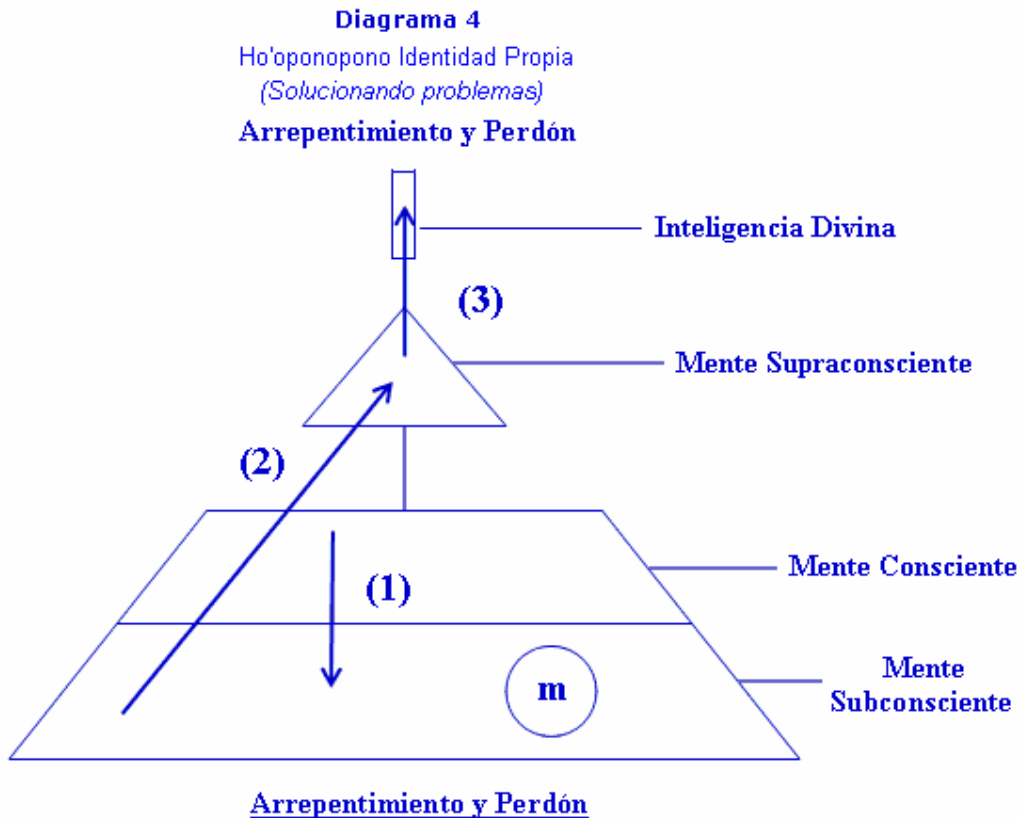 Diagrama 4
Ho'oponopono Identidad Propia
(Solucionando problemas)
Arrepentimiento y Perdón
Inteligencia Divina
(3)
Mente Supraconsciente
(2)
Mente Consciente
(1)
Mente
Subconsciente
m
Arrepentimiento y Perdón